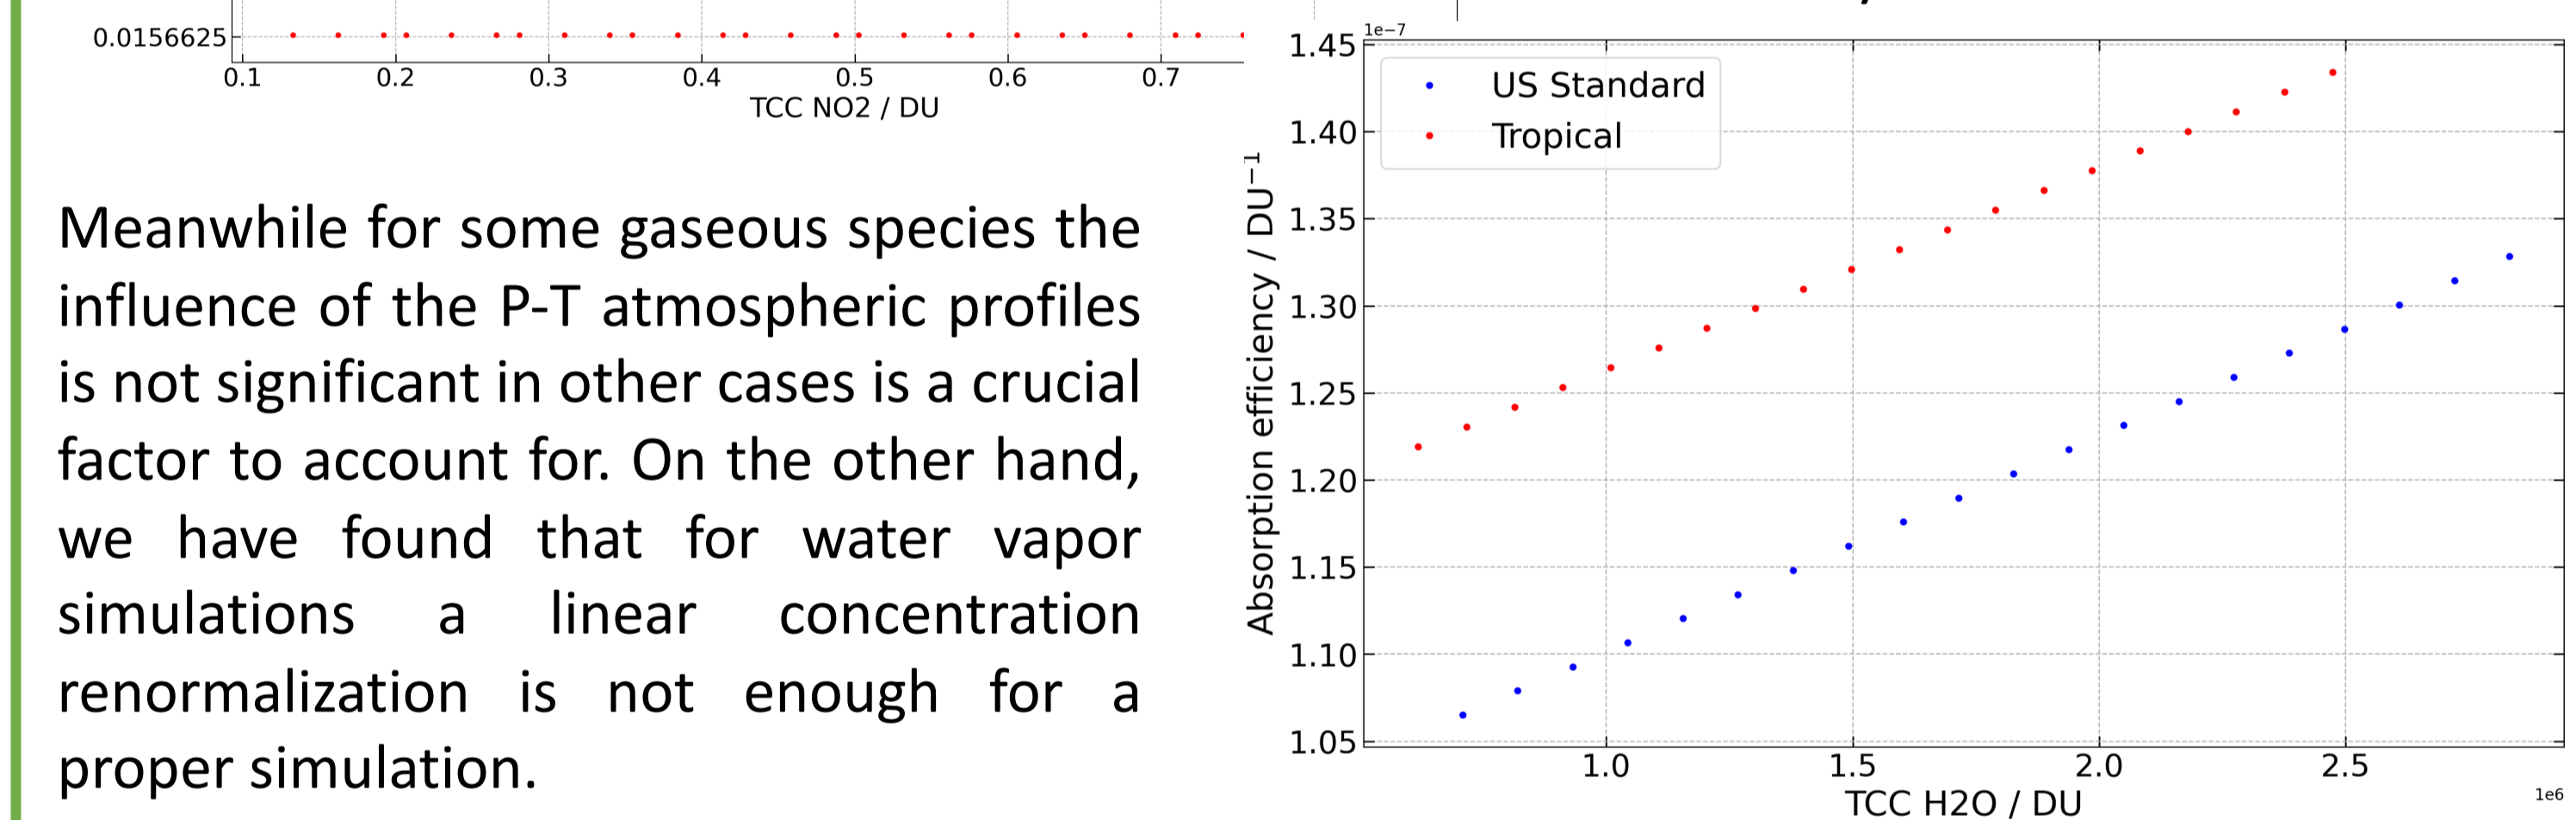 0.0156625
0.1 0.2 0.3 0.4 0.5 0.6 0.7
TCC NO2 / DU
Meanwhile for some gaseous species the
influence of the P-T atmospheric profiles
is not significant in other cases is a crucial
factor to account for. On the other hand,
we have found that for water vapor
simulations a linear concentration
renormalization is not enough for a
proper simulation.
1e−7
US Standard
Tropical
Absorption efficiency / DU⁻¹
1.45
1.40
1.35
1.30
1.25
1.20
1.15
1.10
1.05
1.0 1.5 2.0 2.5
1e6
TCC H2O / DU